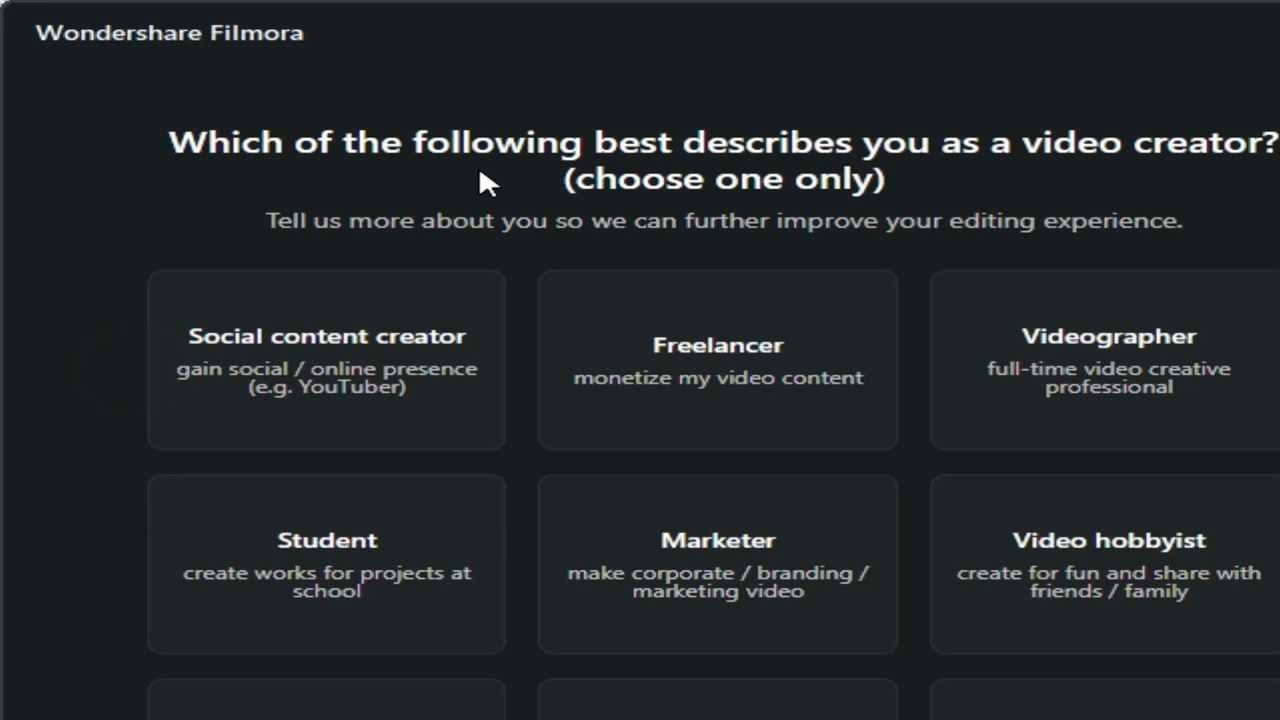 Wondershare Filmora
Which of the following best describes you as a video creator?
(choose one only)
Tell us more about you so we can further improve your editing experience.
Social content creator
gain social / online presence
(e.g. YouTuber)
Freelancer
monetize my video content
Videographer
full-time video creative
professional
Student
create works for projects at
school
Marketer
make corporate / branding /
marketing video
Video hobbyist
create for fun and share with
friends / family